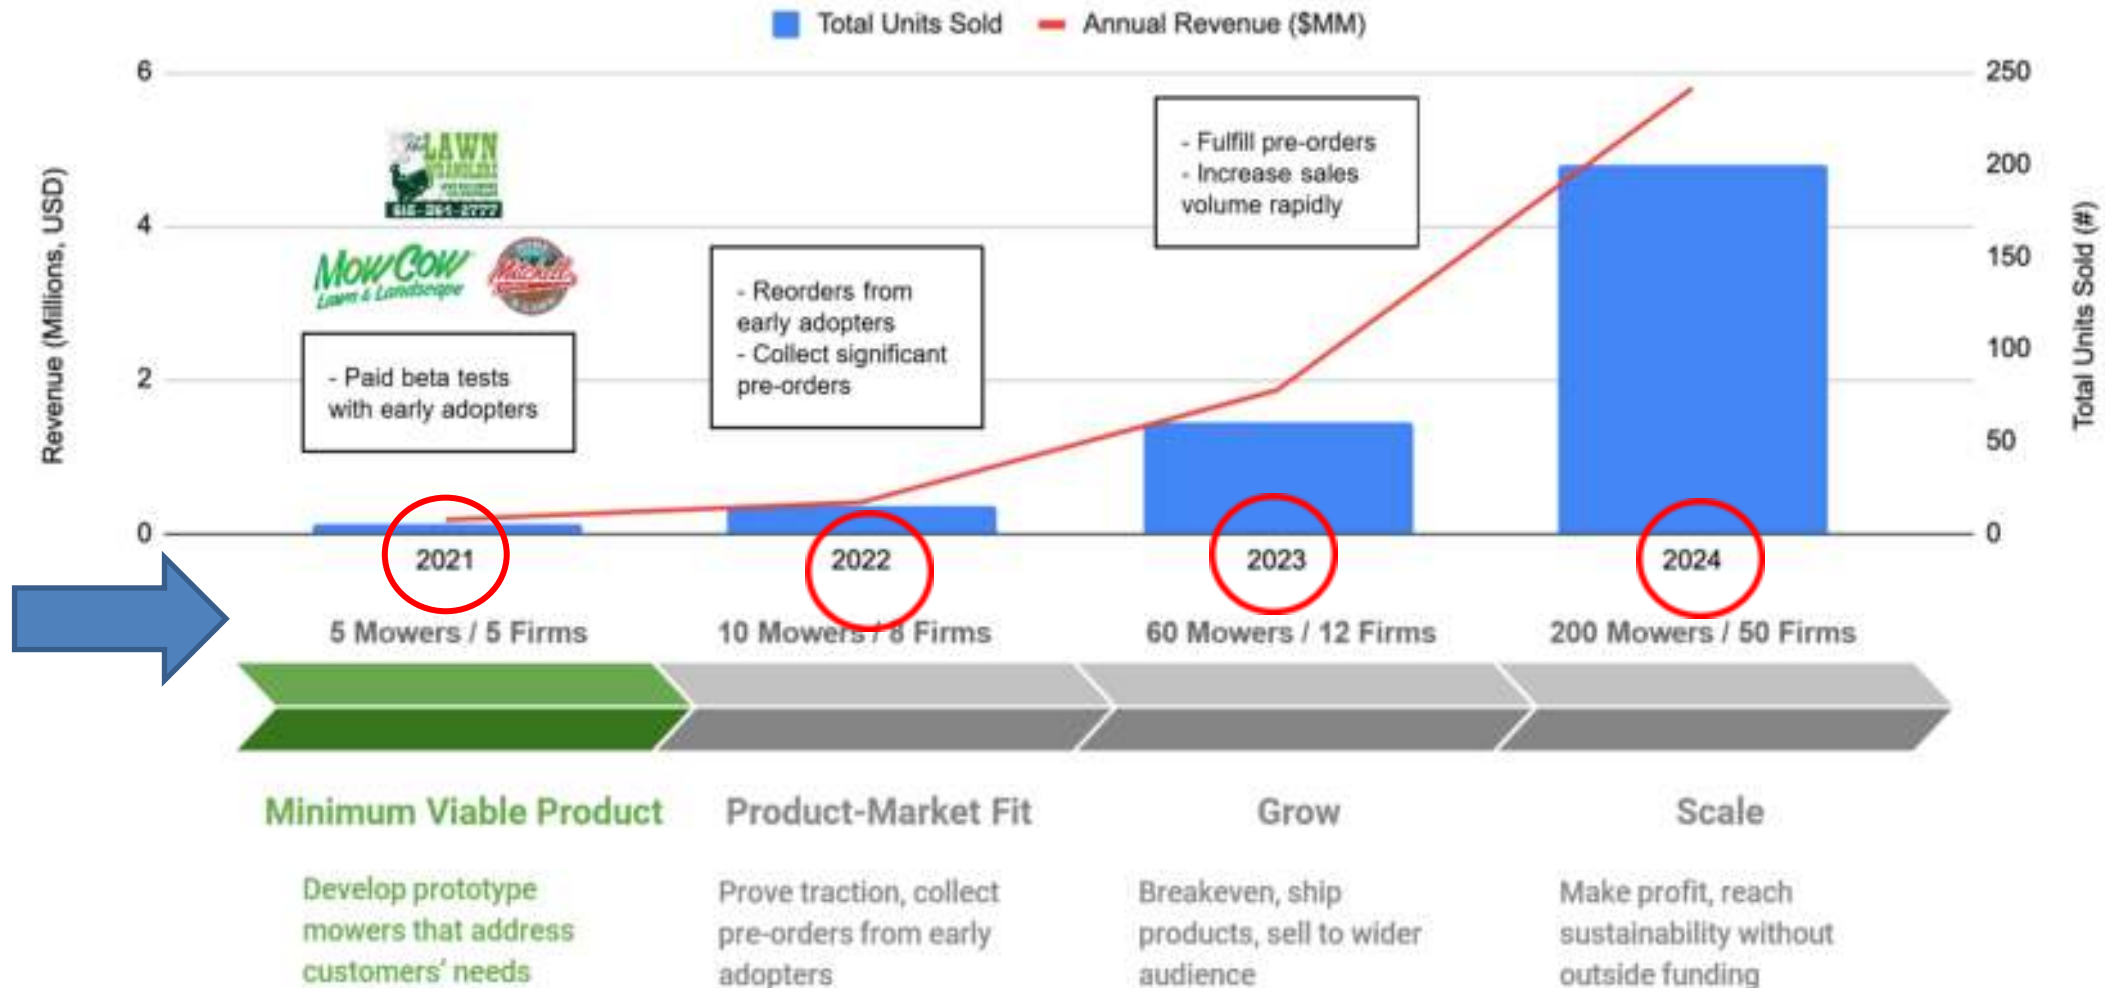 Total Units Sold
Annual Revenue ($MM)
6
4
2
0
Revenue (Millions, USD)
250
200
150
100
50
0
Total Units Sold (#)
LAWN
MOW COW
Lawn & Landscape
Mitchell
- Paid beta tests
with early adopters
- Reorders from
early adopters
- Collect significant
pre-orders
- Fulfill pre-orders
- Increase sales
volume rapidly
2021
2022
2023
2024
5 Mowers / 5 Firms
10 Mowers / 8 Firms
60 Mowers / 12 Firms
200 Mowers / 50 Firms
Minimum Viable Product
Product-Market Fit
Grow
Scale
Develop prototype
mowers that address
customers' needs
Prove traction, collect
pre-orders from early
adopters
Breakeven, ship
products, sell to wider
audience
Make profit, reach
sustainability without
outside funding